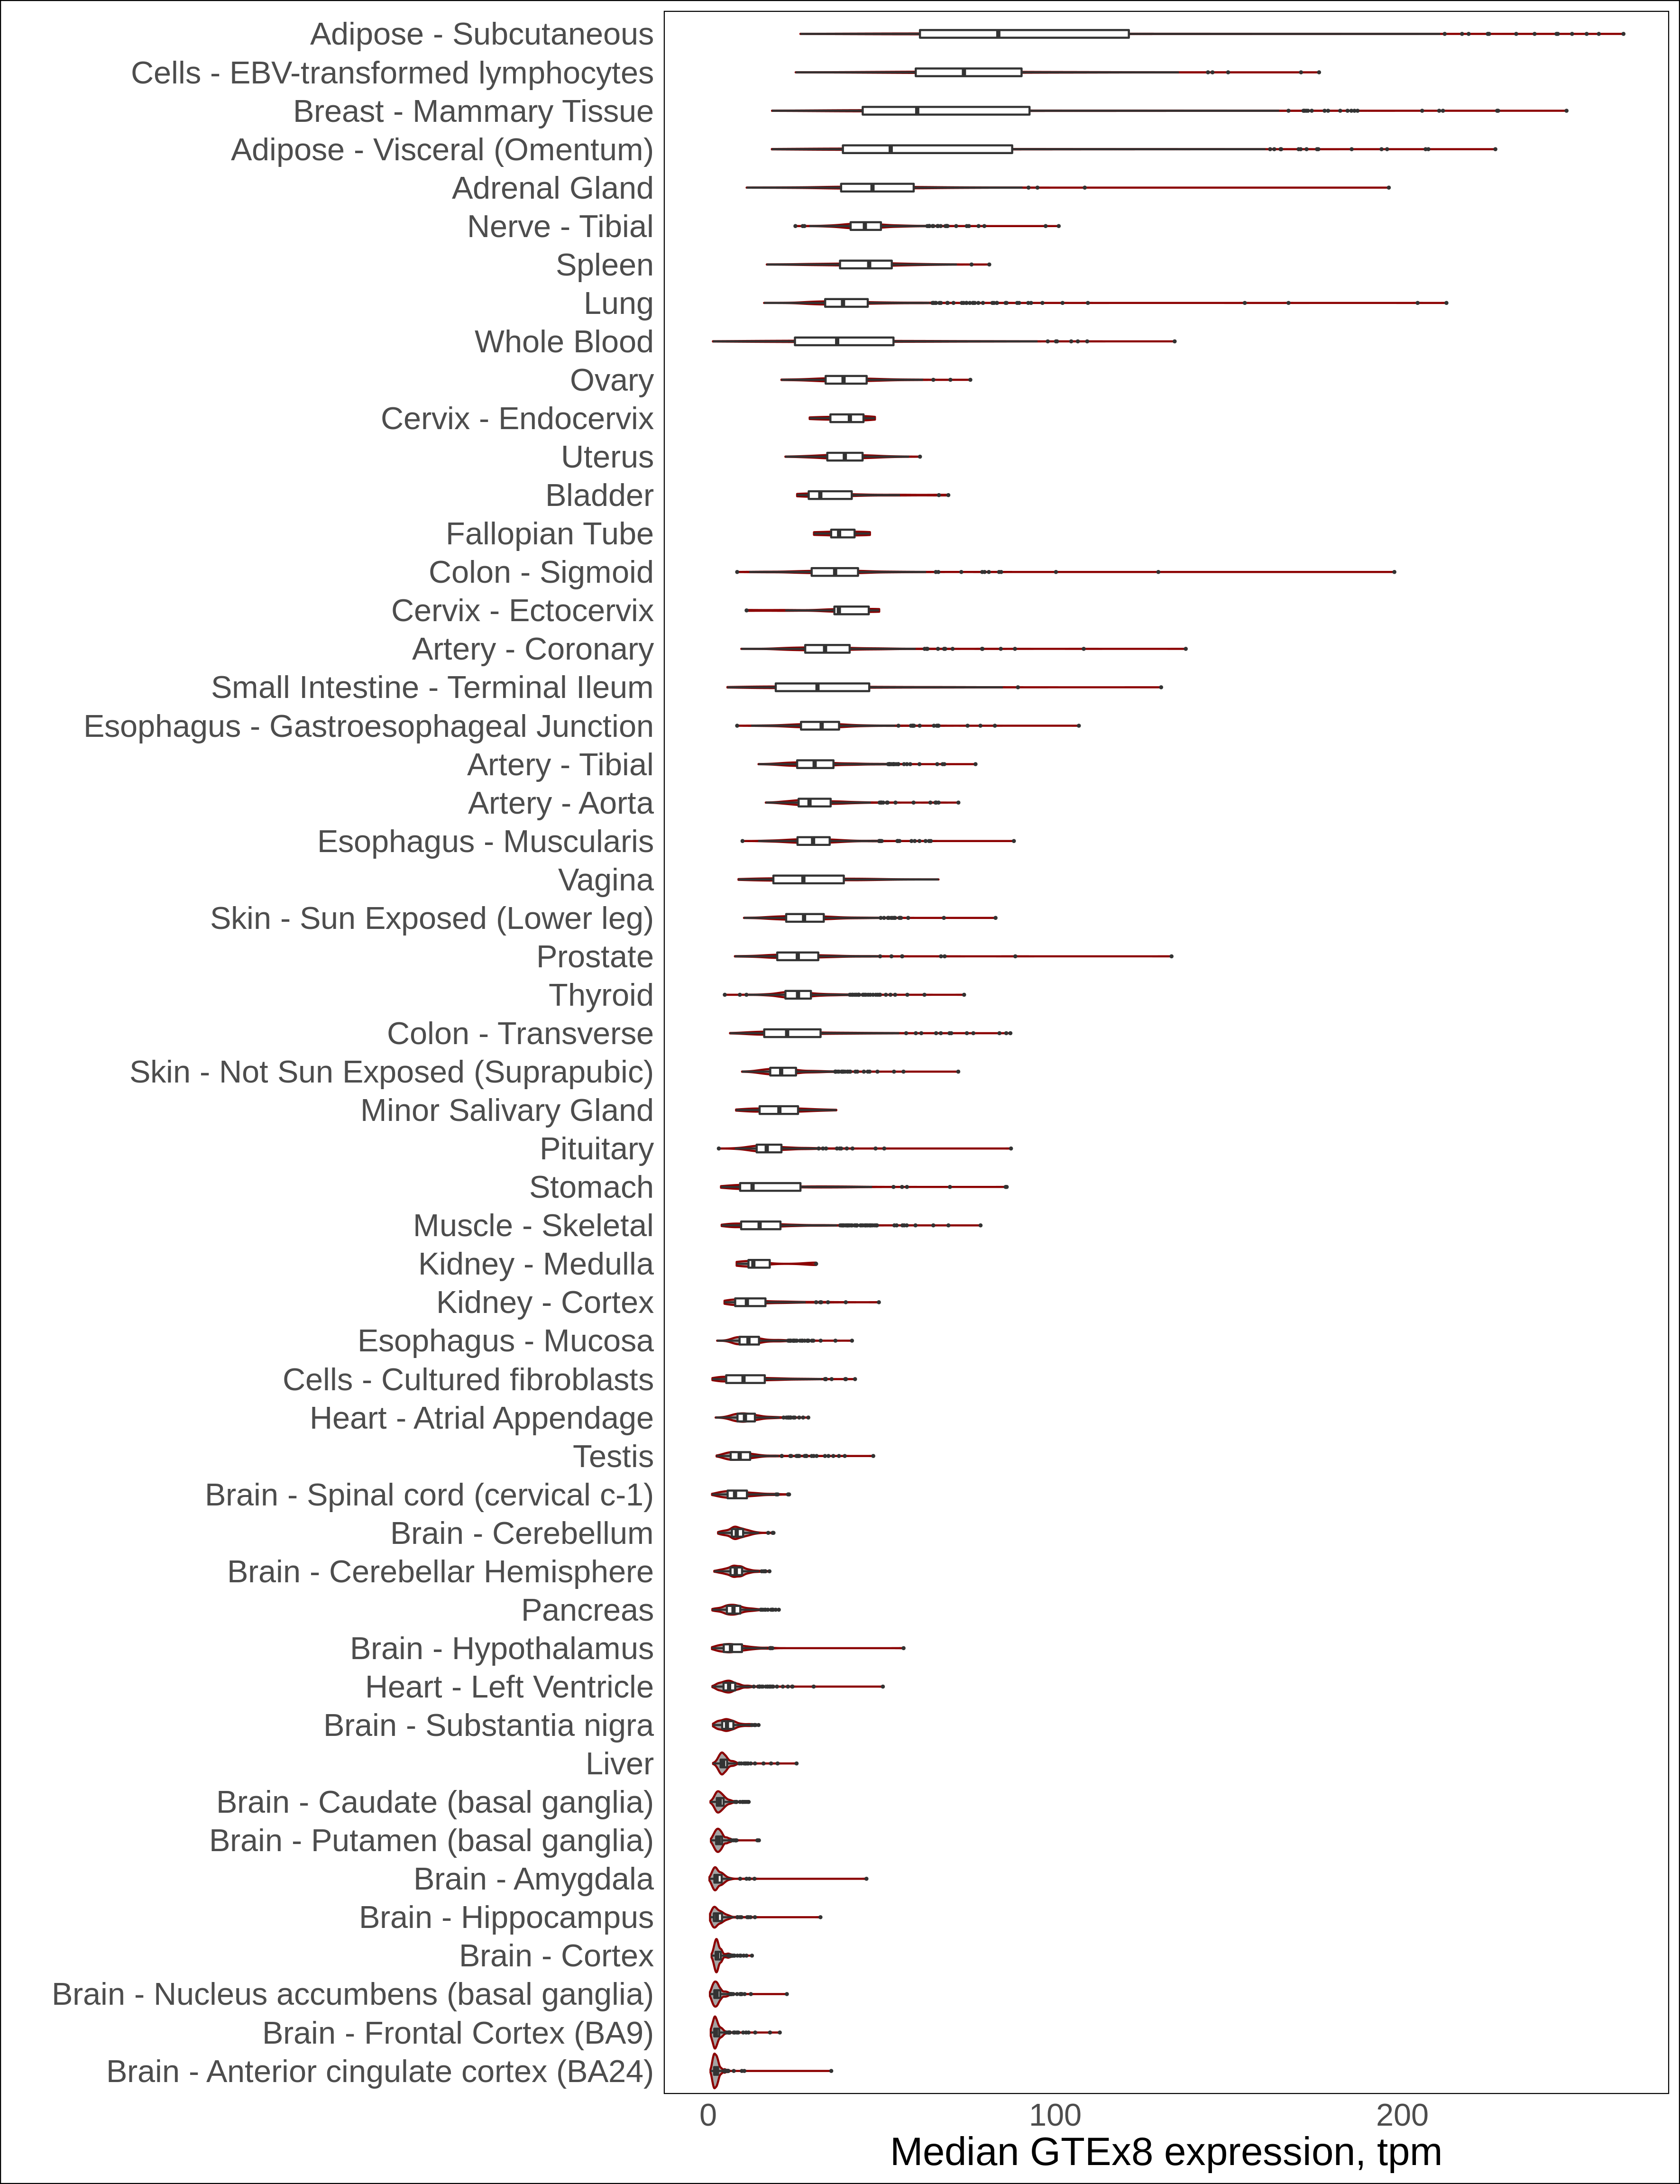 Adipose - Subcutaneous
Cells - EBV-transformed lymphocytes
Breast - Mammary Tissue
Adipose - Visceral (Omentum)
Adrenal Gland
Nerve - Tibial
Spleen
Lung
Whole Blood
Ovary
Cervix - Endocervix
Uterus
Bladder
Fallopian Tube
Colon - Sigmoid
Cervix - Ectocervix
Artery - Coronary
Small Intestine - Terminal Ileum
Esophagus - Gastroesophageal Junction
Artery - Tibial
Artery - Aorta
Esophagus - Muscularis
Vagina
Skin - Sun Exposed (Lower leg)
Prostate
Thyroid
Colon - Transverse
Skin - Not Sun Exposed (Suprapubic)
Minor Salivary Gland
Pituitary
Stomach
Muscle - Skeletal
Kidney - Medulla
Kidney - Cortex
Esophagus - Mucosa
Cells - Cultured fibroblasts
Heart - Atrial Appendage
Testis
Brain - Spinal cord (cervical c-1)
Brain - Cerebellum
Brain - Cerebellar Hemisphere
Pancreas
Brain - Hypothalamus
Heart - Left Ventricle
Brain - Substantia nigra
Liver
Brain - Caudate (basal ganglia)
Brain - Putamen (basal ganglia)
Brain - Amygdala
Brain - Hippocampus
Brain - Cortex
Brain - Nucleus accumbens (basal ganglia)
Brain - Frontal Cortex (BA9)
Brain - Anterior cingulate cortex (BA24)
0 100 200
Median GTEx8 expression, tpm